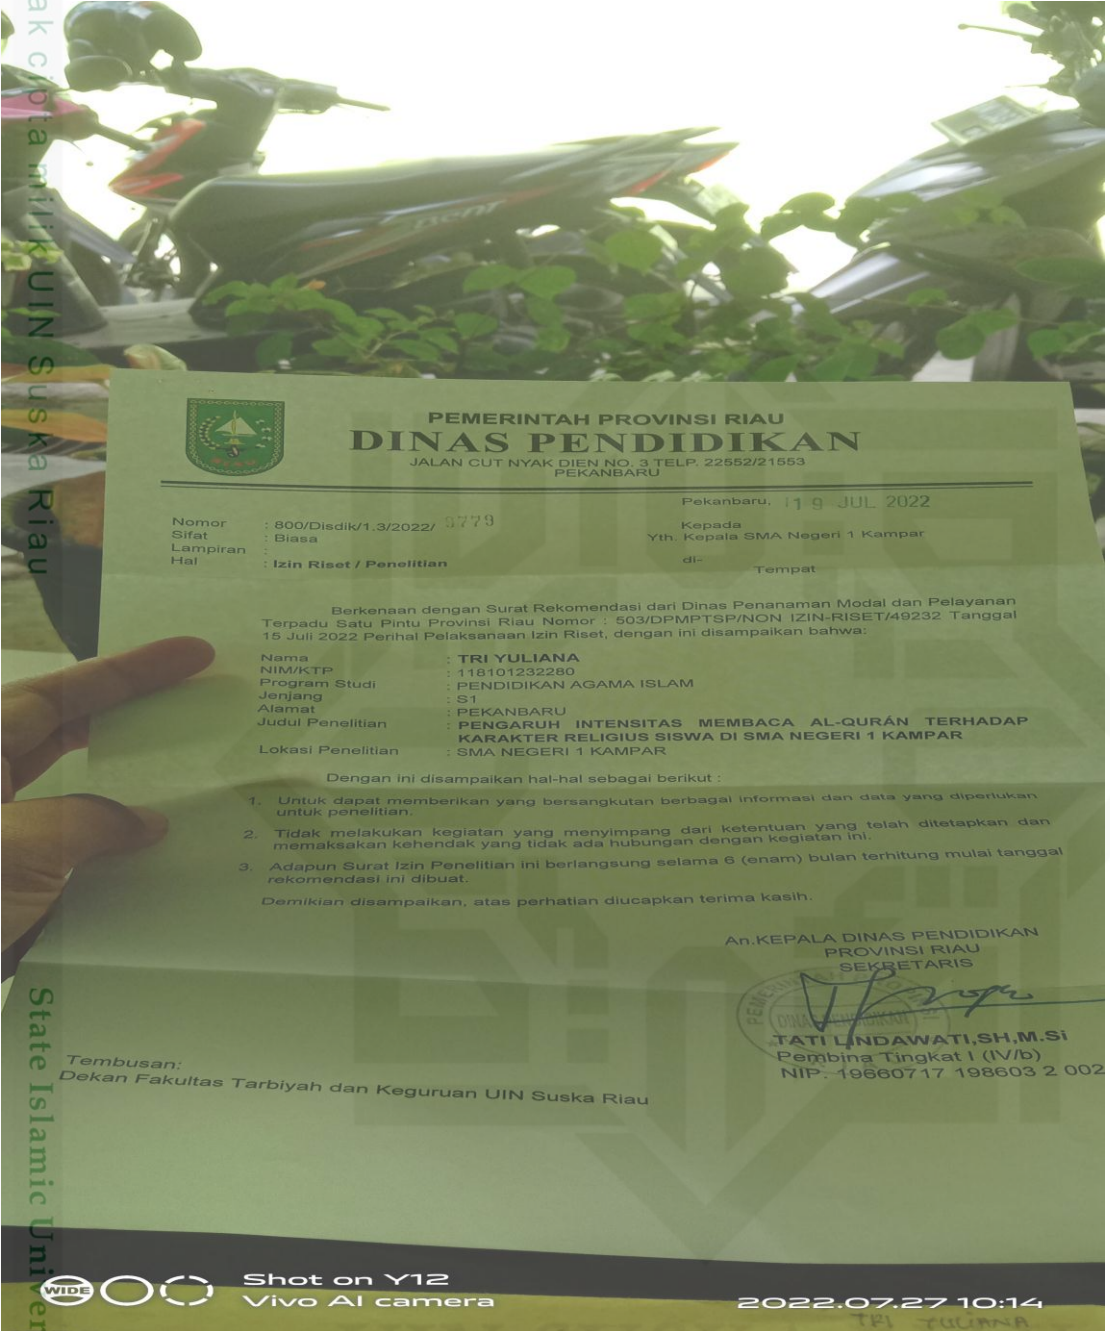 ak cipta milik UIN Suska Riau
State Islamic Univer
PEMERINTAH PROVINSI RIAU
DINAS PENDIDIKAN
JALAN CUT NYAK DIEN NO. 3 TELP. 22552/21553
PEKANBARU
Pekanbaru, 19 JUL 2022
Nomor : 800/Disdik/1.3/2022/
Sifat : Biasa
Lampiran :
Hal : Izin Riset / Penelitian
Kepada
Yth. Kepala SMA Negeri 1 Kampar
di-
Tempat
Berkenaan dengan Surat Rekomendasi dari Dinas Penanaman Modal dan Pelayanan
Terpadu Satu Pintu Provinsi Riau Nomor : 503/DPMPTSP/NON IZIN-RISET/49232 Tanggal
15 Juli 2022 Perihal Pelaksanaan Izin Riset, dengan ini disampaikan bahwa:
Nama : TRI YULIANA
NIM/KTP : 118101232280
Program Studi : PENDIDIKAN AGAMA ISLAM
Jenjang : S1
Alamat : PEKANBARU
Judul Penelitian : PENGARUH INTENSITAS MEMBACA AL-QURÁN TERHADAP
KARAKTER RELIGIUS SISWA DI SMA NEGERI 1 KAMPAR
Lokasi Penelitian : SMA NEGERI 1 KAMPAR
Dengan ini disampaikan hal-hal sebagai berikut :
1. Untuk dapat memberikan yang bersangkutan berbagai informasi dan data yang diperlukan
untuk penelitian.
2. Tidak melakukan kegiatan yang menyimpang dari ketentuan yang telah ditetapkan dan
memaksakan kehendak yang tidak ada hubungan dengan kegiatan ini.
3. Adapun Surat Izin Penelitian ini berlangsung selama 6 (enam) bulan terhitung mulai tanggal
rekomendasi ini dibuat.
Demikian disampaikan, atas perhatian diucapkan terima kasih.
An.KEPALA DINAS PENDIDIKAN
PROVINSI RIAU
SEKRETARIS
DINAS PENDIDIKAN
TATI LINDAWATI,SH,M.Si
Pembina Tingkat I (IV/b)
NIP. 19660717 198603 2 002
Tembusan:
Dekan Fakultas Tarbiyah dan Keguruan UIN Suska Riau
WIDE
Shot on Y12
Vivo AI camera
2022.07.27 10:14
TRI YULIANA